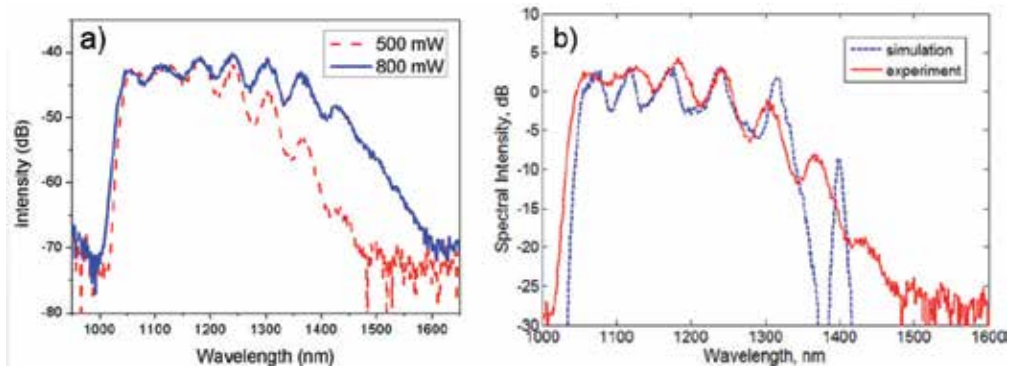 a)
500 mW
800 mW
-40
-50
-60
-70
-80
Intensity (dB)
1000 1100 1200 1300 1400 1500 1600
Wavelength (nm)
b)
simulation
experiment
5
0
-5
-10
-15
-20
-25
-30
Spectral Intensity, dB
1000 1100 1200 1300 1400 1500 1600
Wavelength, nm